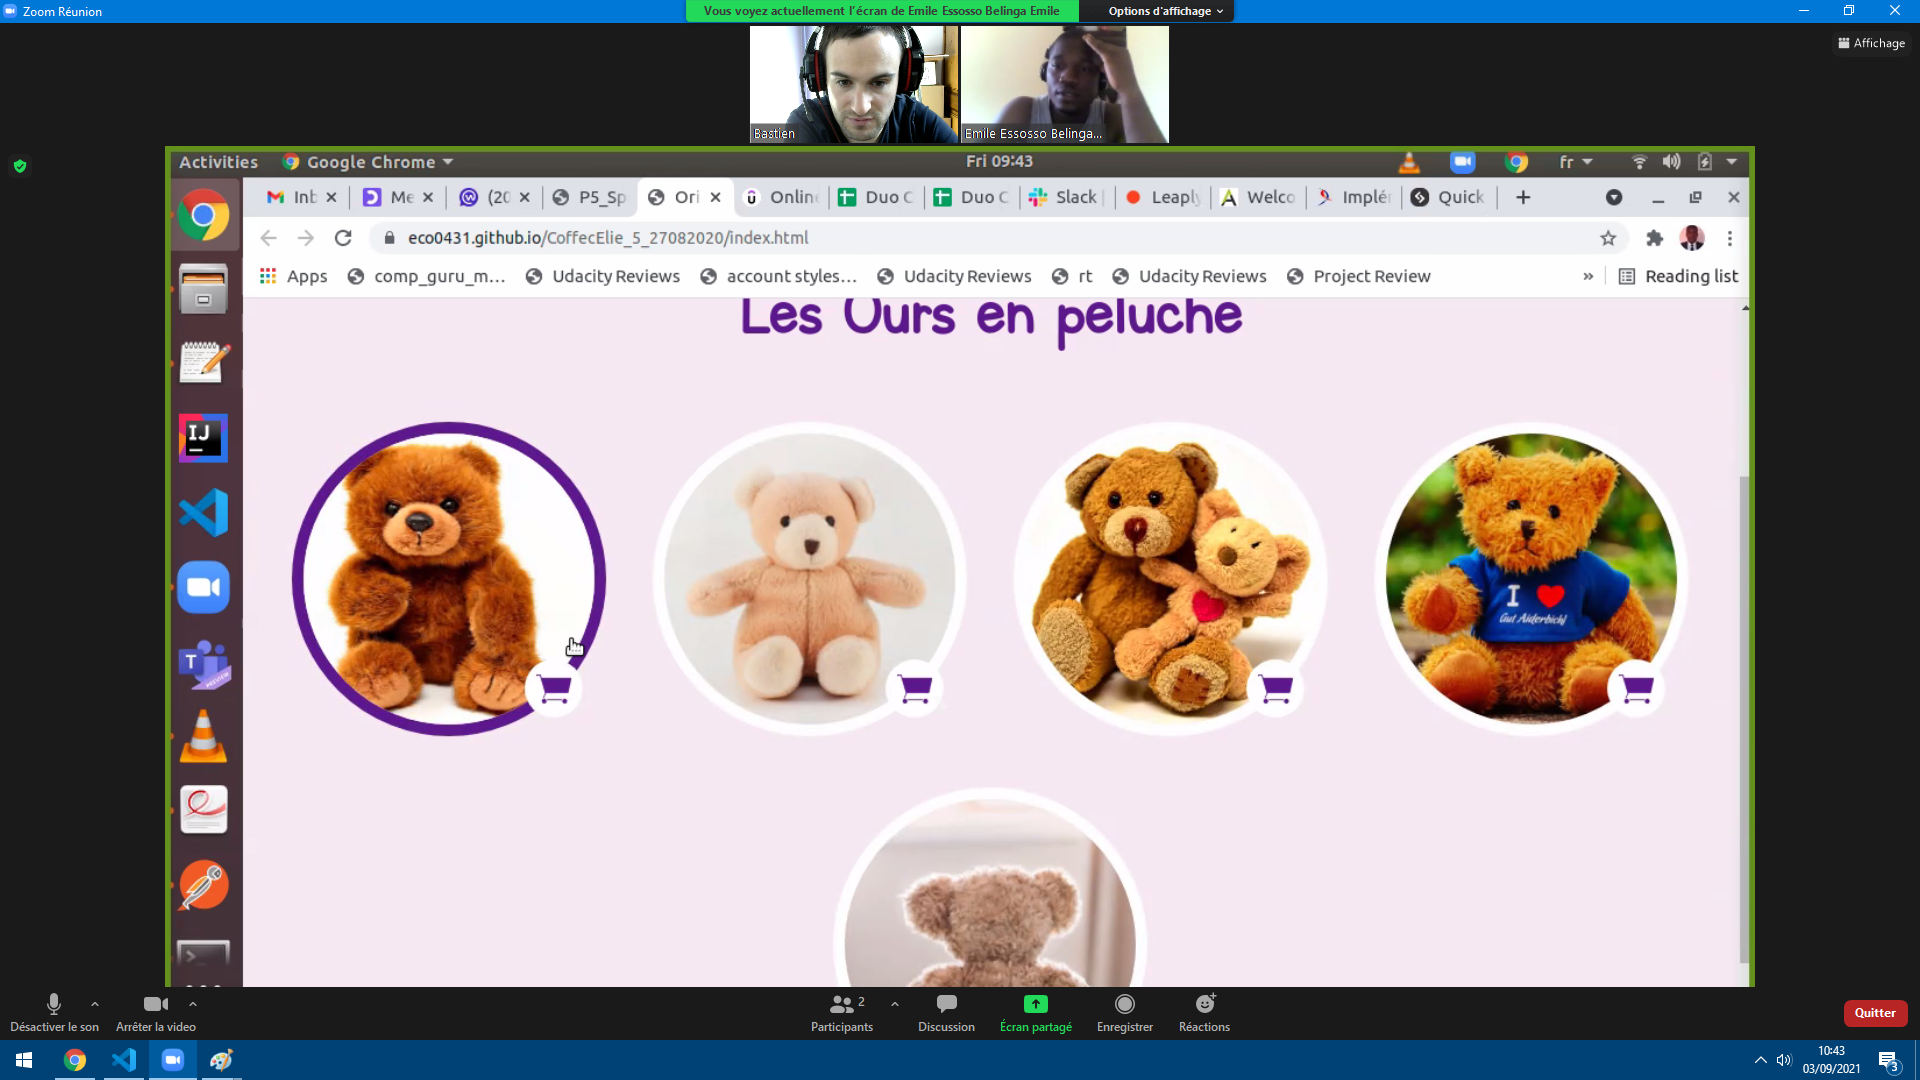 Zoom Réunion
Vous voyez actuellement l'écran de Emile Essosso Belinga Emile
Options d'affichage
Affichage
Bastien
Emile Essosso Belinga...
Activities
Google Chrome
Fri 09:43
fr
Inb
Me
(20
P5_Sp
Ori
Online
Duo C
Duo C
Slack
Leaply
Welco
Implér
Quick
eco0431.github.io/CoffecElie_5_27082020/index.html
Apps
comp_guru_m...
Udacity Reviews
account styles...
Udacity Reviews
rt
Udacity Reviews
Project Review
»
Reading list
Les Ours en peluche
I
Gut Aiderbichl
IJ
T
PREVIEW
2
Désactiver le son
Arrêter la video
Participants
Discussion
Écran partagé
Enregistrer
Réactions
Quitter
10:43
03/09/2021
3